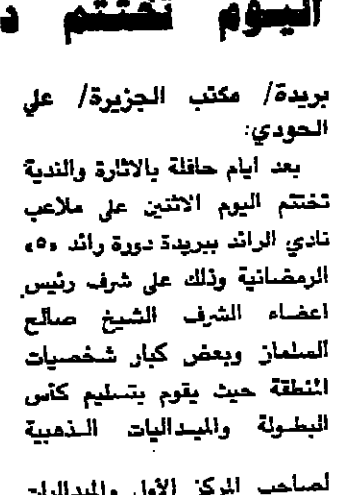 اليوم تختتم د
بريدة/ مكتب الجزيرة/ علي
الحودي:
بعد ايام حافلة بالاثارة والندية
تختتم اليوم الاثنين على ملاعب
نادي الرائد ببريدة دورة رائد «٥»
الرمضانية وذلك على شرف رئيس
اعضاء الشرف الشيخ صالح
السلمان وبعض كبار شخصيات
المنطقة حيث يقوم بتسليم كأس
البطولة والميداليات الذهبية
لصاحب المركز الأول والميداليات